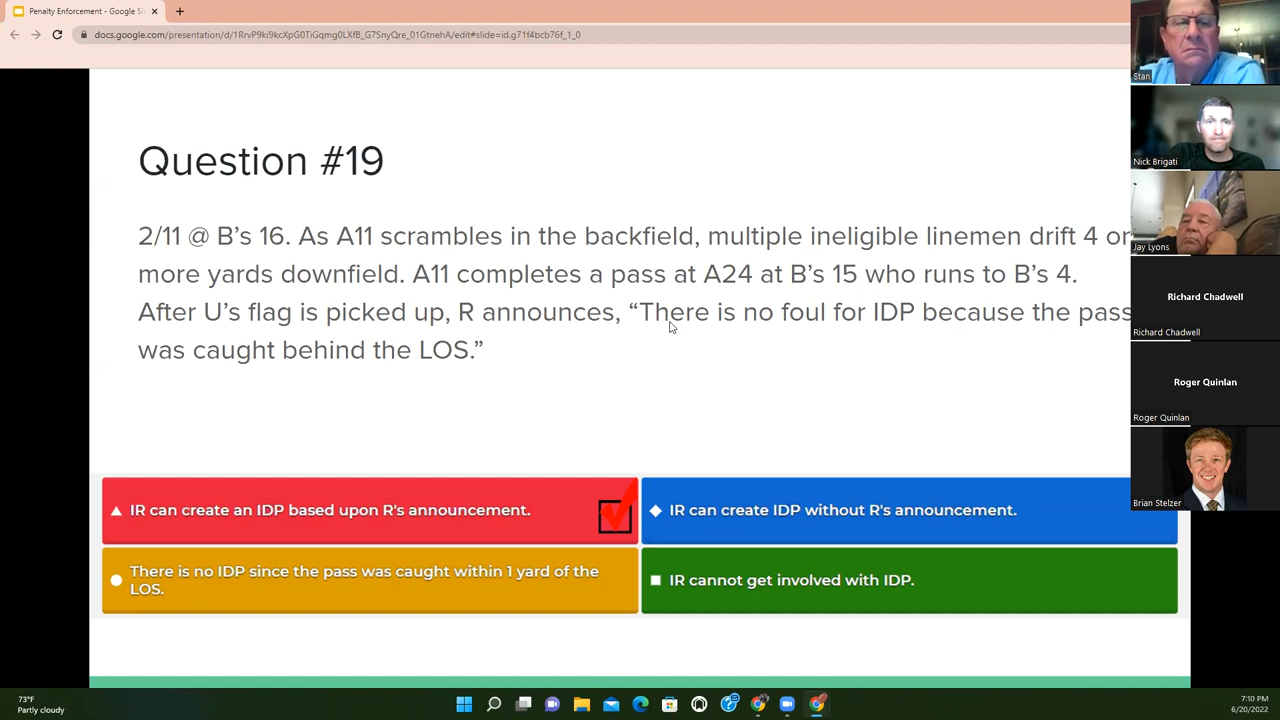 Penalty Enforcement - Google Sli
docs.google.com/presentation/d/1RrvP9ki9kcXpG0TiGqmg0LXfB_G7SnyQre_01GtnehA/edit#slide=id.g71f4bcb76f_1_0
Question #19
2/11 @ B’s 16. As A11 scrambles in the backfield, multiple ineligible linemen drift 4 or
more yards downfield. A11 completes a pass at A24 at B’s 15 who runs to B’s 4.
After U’s flag is picked up, R announces, “There is no foul for IDP because the pass
was caught behind the LOS.”
IR can create an IDP based upon R's announcement.
IR can create IDP without R's announcement.
There is no IDP since the pass was caught within 1 yard of the
LOS.
IR cannot get involved with IDP.
Stan
Nick Brigati
Jay Lyons
Richard Chadwell
Richard Chadwell
Roger Quinlan
Roger Quinlan
Brian Stelzer
73°F
Partly cloudy
7:10 PM
6/20/2022